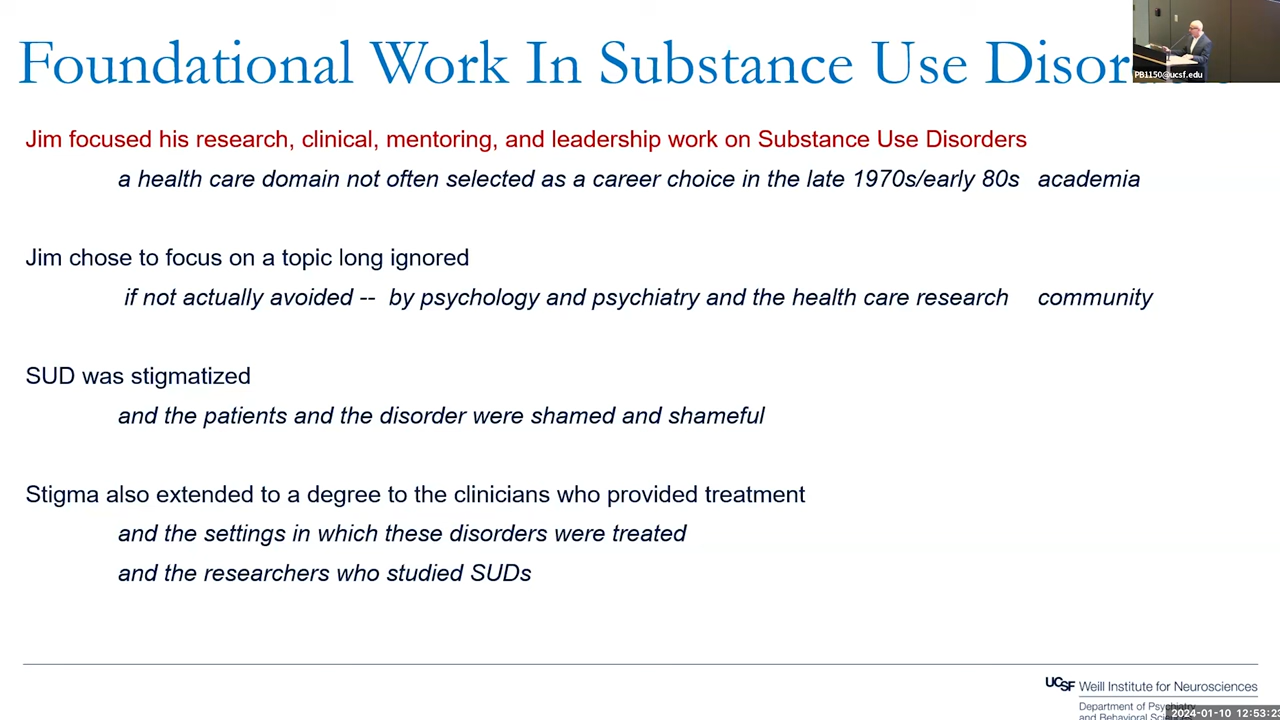 Foundational Work In Substance Use
PB1150@ucsf.edu
Jim focused his research, clinical, mentoring, and leadership work on Substance Use Disorders
a health care domain not often selected as a career choice in the late 1970s/early 80s academia
Jim chose to focus on a topic long ignored
if not actually avoided -- by psychology and psychiatry and the health care research community
SUD was stigmatized
and the patients and the disorder were shamed and shameful
Stigma also extended to a degree to the clinicians who provided treatment
and the settings in which these disorders were treated
and the researchers who studied SUDs
UCSF Weill Institute for Neurosciences
Department of Psychiatry
and Behavioral
2024-01-10 12:53:23